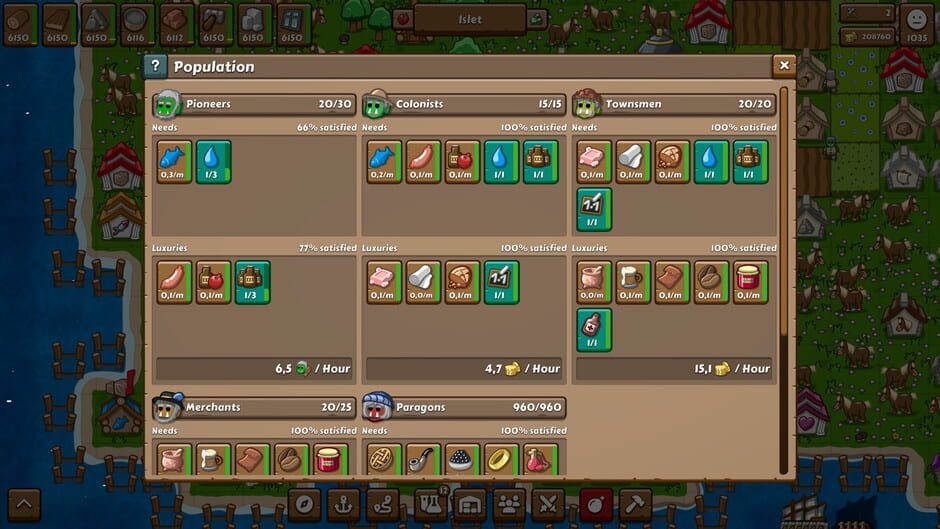 Islet
2
208760
1035
6150 6150 6150 6116 6112 6150 6150 6150
? Population
Pioneers 20/30
Needs 66% satisfied
0,3/m 1/3
Luxuries 77% satisfied
0,1/m 0,1/m 1/3
6,5 / Hour
Colonists 15/15
Needs 100% satisfied
0,2/m 0,1/m 0,1/m 1/1 1/1
Luxuries 100% satisfied
0,1/m 0,0/m 0,1/m 1/1
4,7 / Hour
Townsmen 20/20
Needs 100% satisfied
0,1/m 0,1/m 0,1/m 1/1 1/1
1/1
Luxuries 100% satisfied
0,0/m 0,1/m 0,1/m 0,1/m 0,1/m
1/1
15,1 / Hour
Merchants 20/25
Needs 100% satisfied
Paragons 960/960
Needs 100% satisfied
12